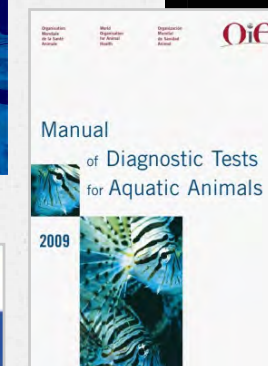 Organisation
Mondiale
de la Santé
Animale
World
Organisation
for Animal
Health
Organización
Mundial
de Sanidad
Animal
OiE
Manual
of Diagnostic Tests
for Aquatic Animals
2009